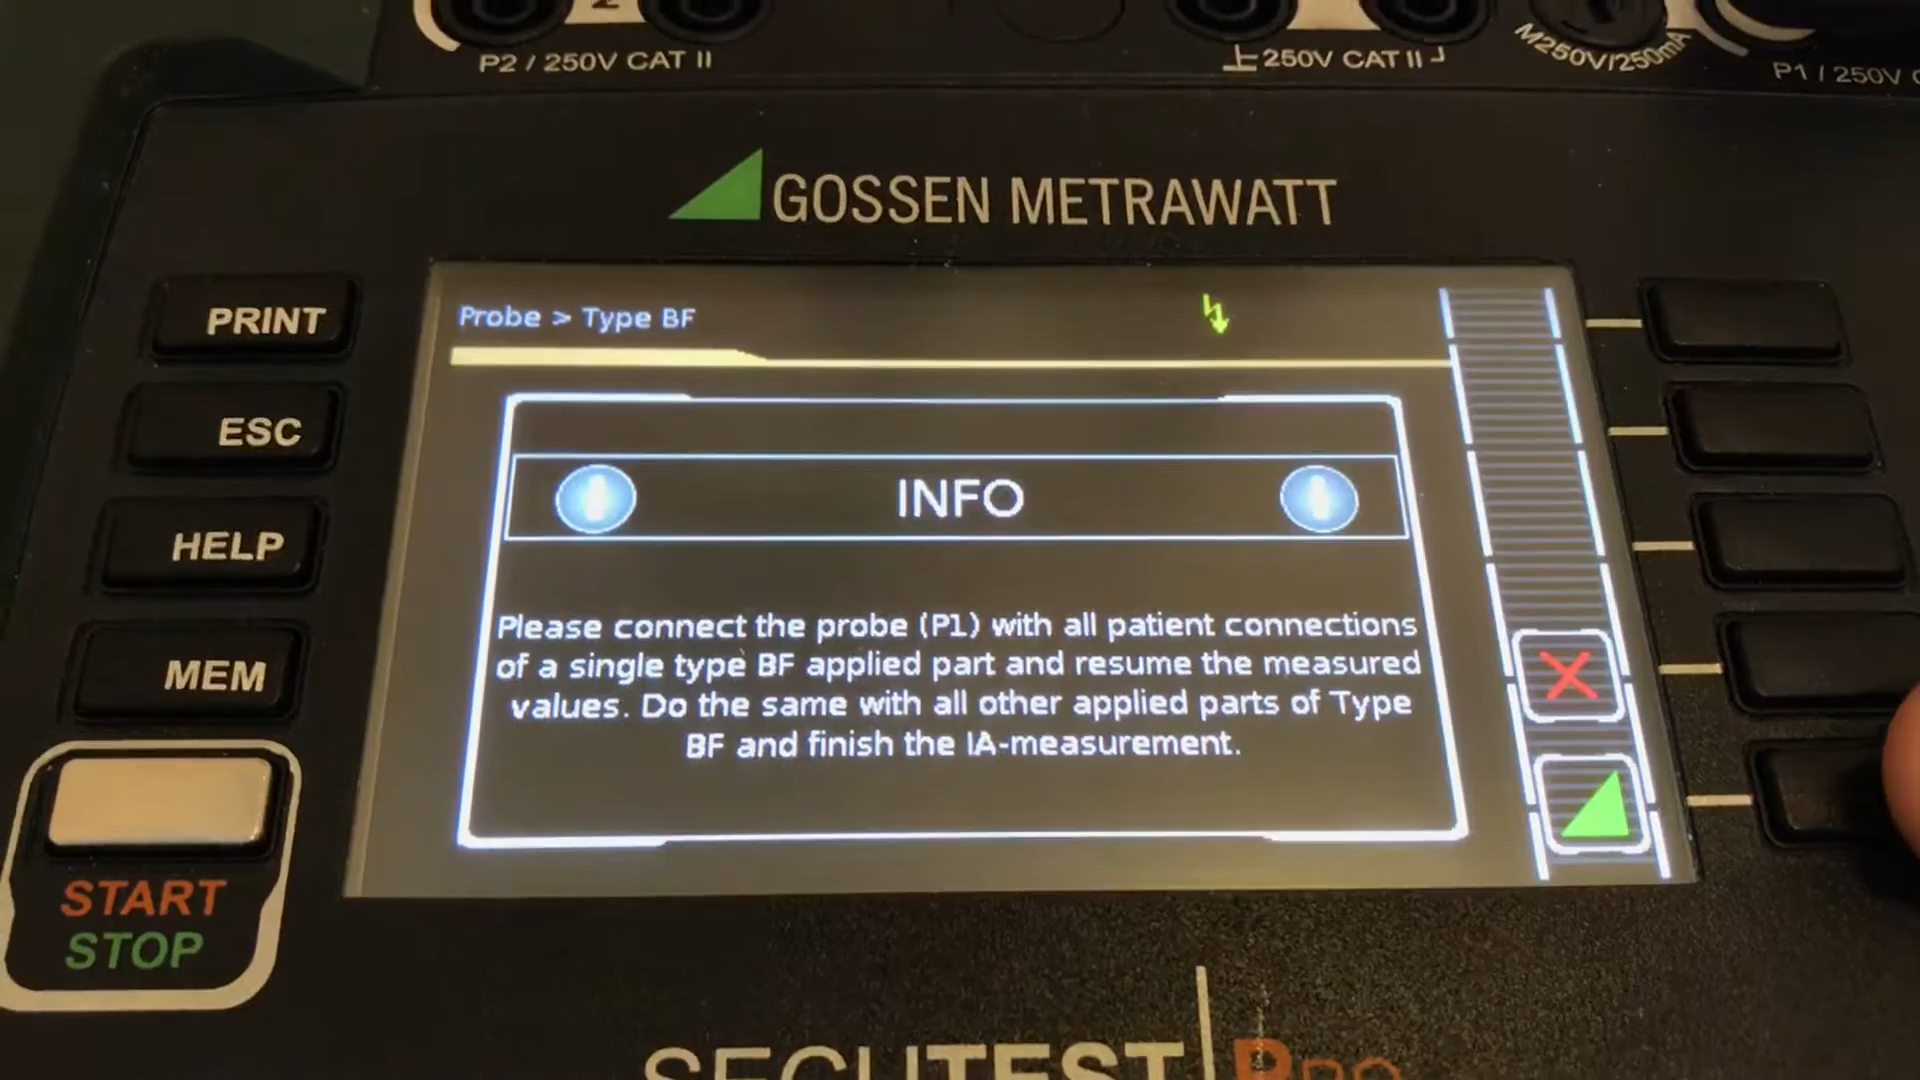 2
P2 / 250V CAT II
250V CAT II
M250V/250mA
P1 / 250V
GOSSEN METRAWATT
PRINT
ESC
HELP
MEM
START
STOP
Probe > Type BF
INFO
Please connect the probe (P1) with all patient connections
of a single type BF applied part and resume the measured
values. Do the same with all other applied parts of Type
BF and finish the IA-measurement.
SECUTEST PRO